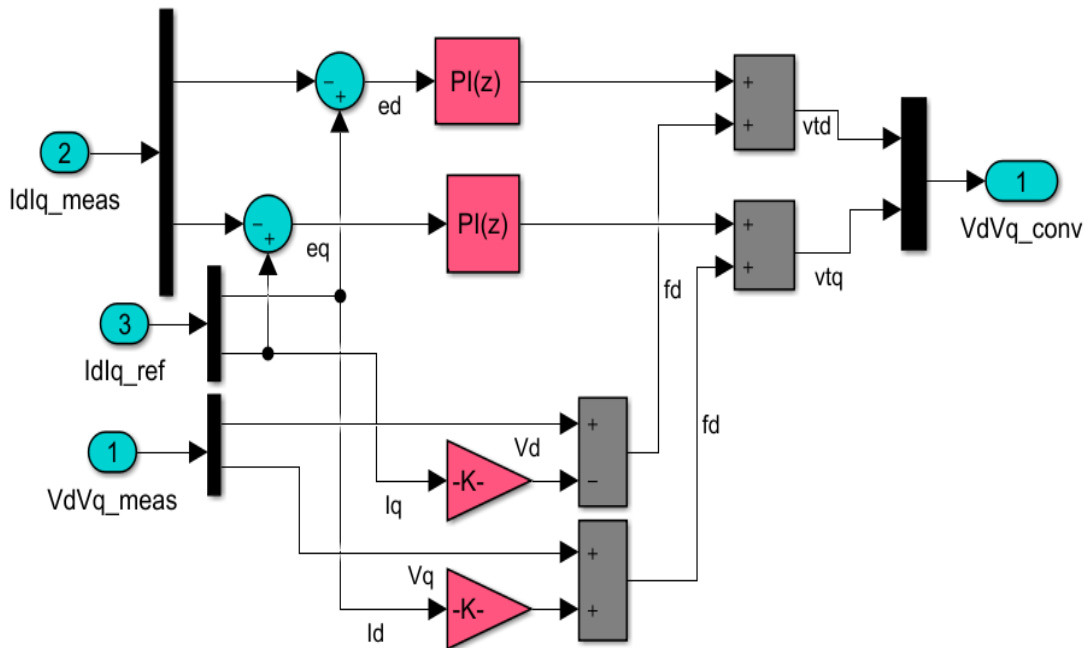 PI(z)
−
+
ed
+
+
vtd
2
IdIq_meas
1
VdVq_conv
PI(z)
−
+
eq
+
+
vtq
fd
3
IdIq_ref
fd
+
−
Vd
-K-
Iq
1
VdVq_meas
+
+
Vq
-K-
Id